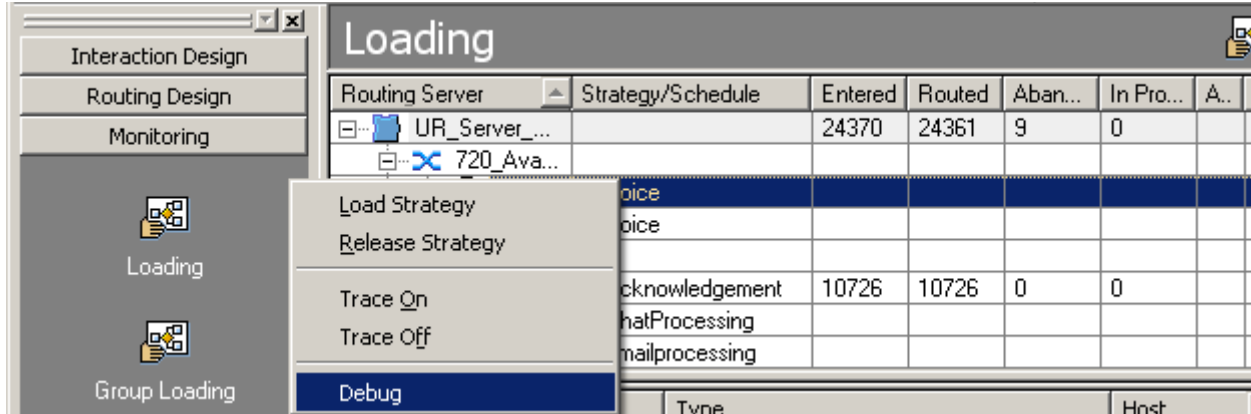 Interaction Design
Routing Design
Monitoring
Loading
Group Loading
Loading
Routing Server Strategy/Schedule Entered Routed Aban... In Pro... A..
UR_Server_... 24370 24361 9 0
720_Ava...
oice
oice
cknowledgement 10726 10726 0 0
hatProcessing
mailprocessing
Type Host
Load Strategy
Release Strategy
Trace On
Trace Off
Debug